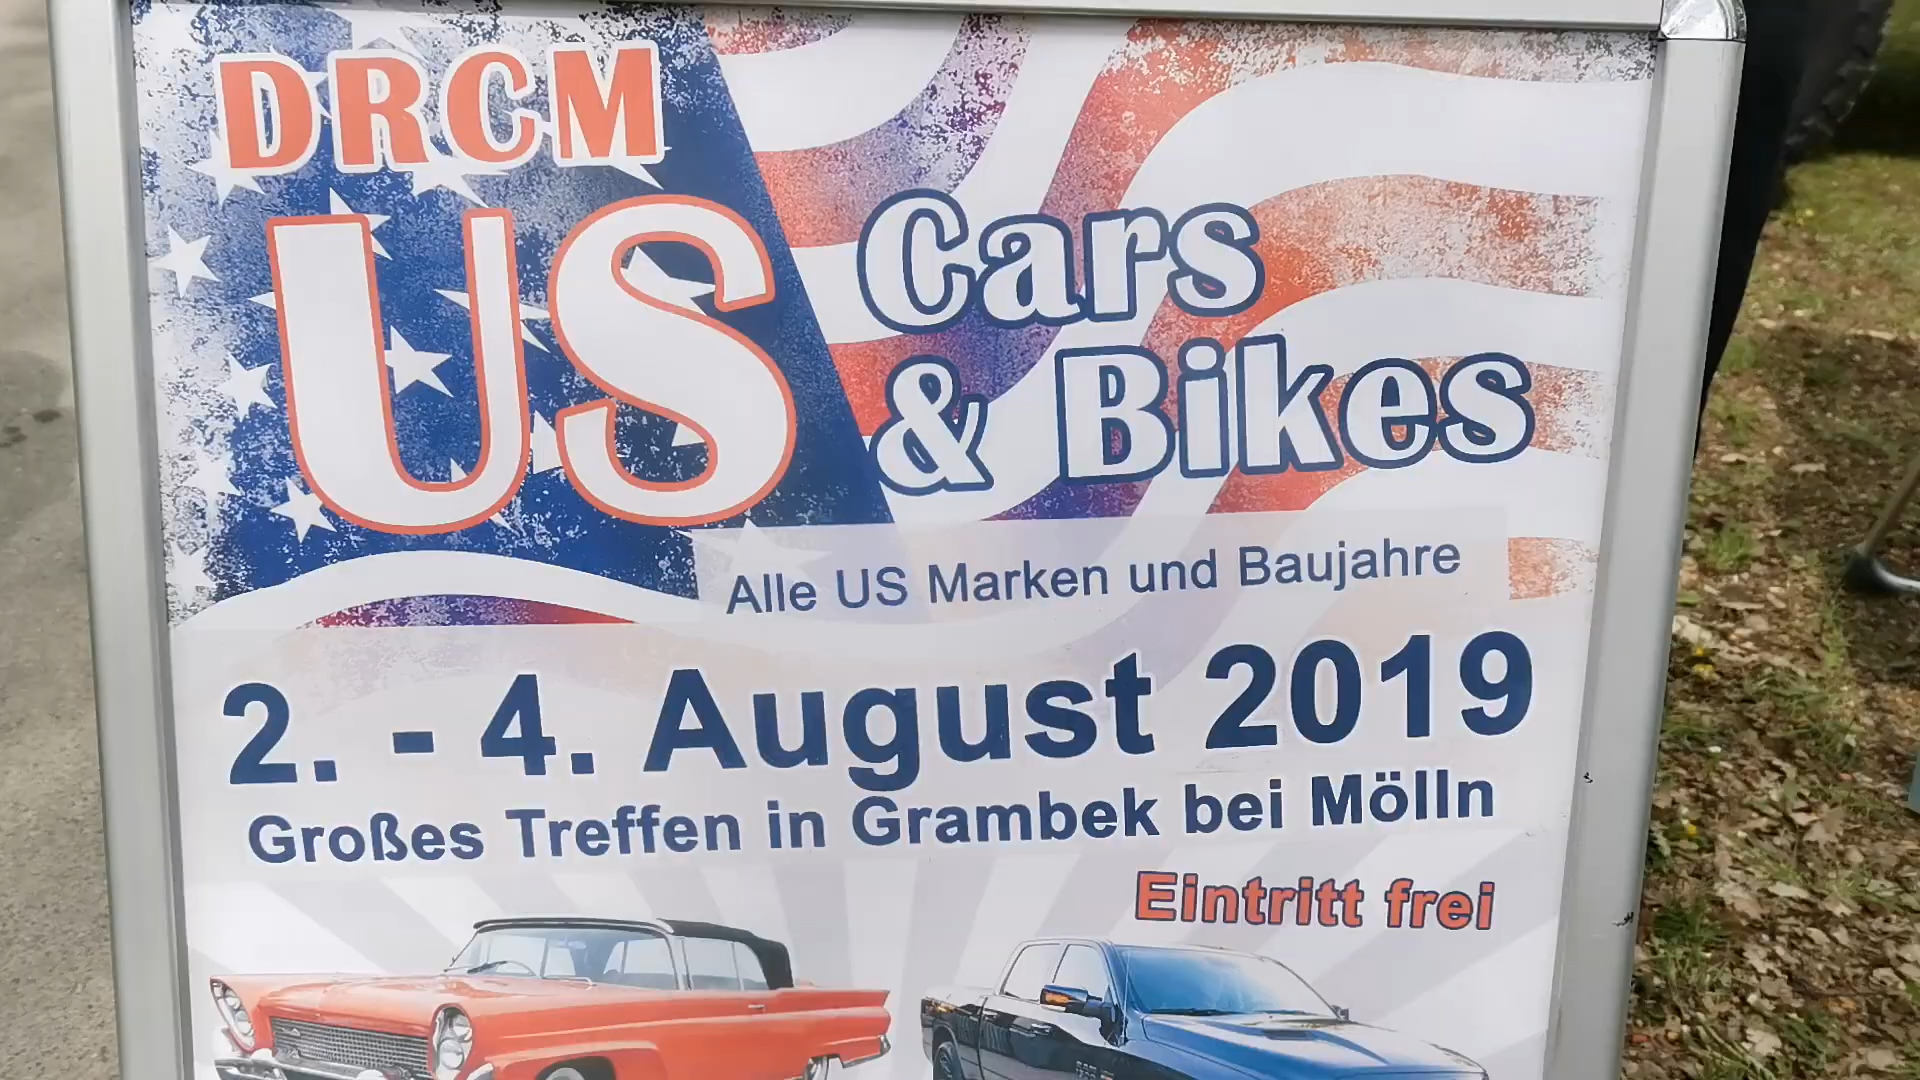 DRCM
US Cars
& Bikes
Alle US Marken und Baujahre
2. - 4. August 2019
Großes Treffen in Grambek bei Mölln
Eintritt frei